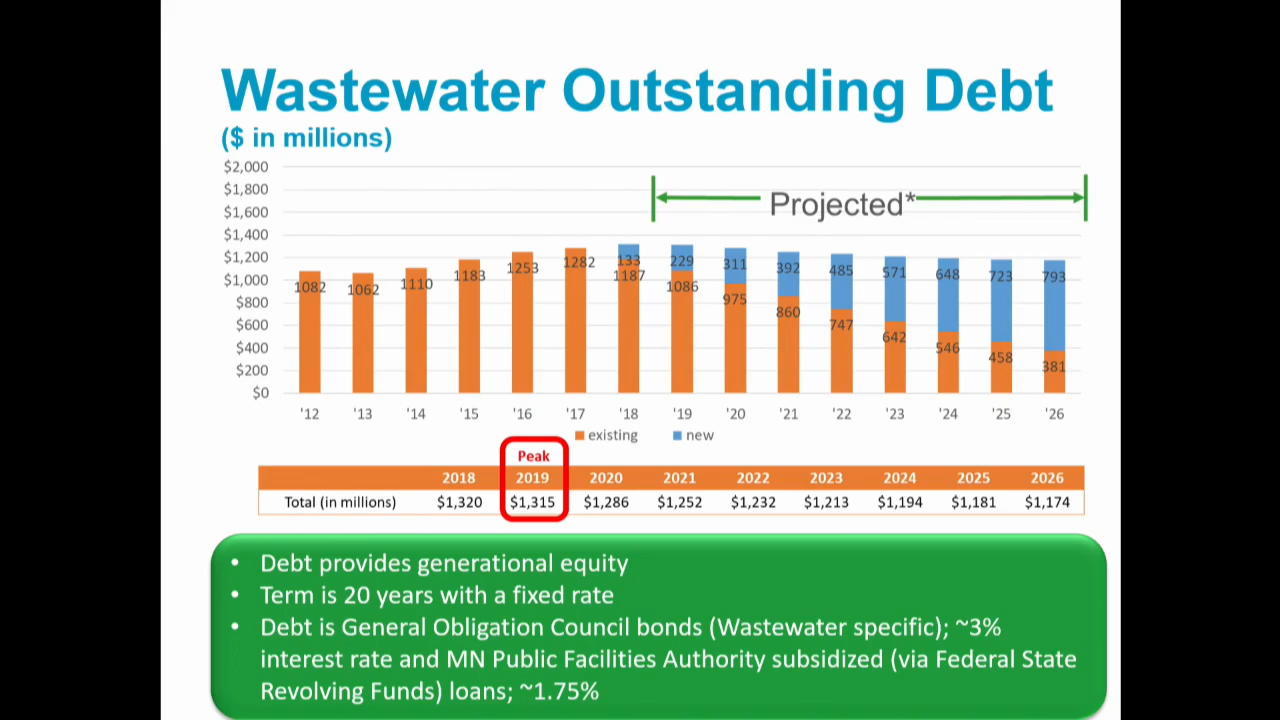 Wastewater Outstanding Debt
($ in millions)
$2,000
$1,800
$1,600
$1,400
$1,200
$1,000
$800
$600
$400
$200
$0
Projected*
1082 1062 1110 1183 1253 1282 133 229 311 392 485 571 648 723 793
1187 1086 975 860 747 642 546 458 381
'12 '13 '14 '15 '16 '17 '18 '19 '20 '21 '22 '23 '24 '25 '26
existing new
Peak
2018 2019 2020 2021 2022 2023 2024 2025 2026
Total (in millions) $1,320 $1,315 $1,286 $1,252 $1,232 $1,213 $1,194 $1,181 $1,174
• Debt provides generational equity
• Term is 20 years with a fixed rate
• Debt is General Obligation Council bonds (Wastewater specific); ~3%
interest rate and MN Public Facilities Authority subsidized (via Federal State
Revolving Funds) loans; ~1.75%